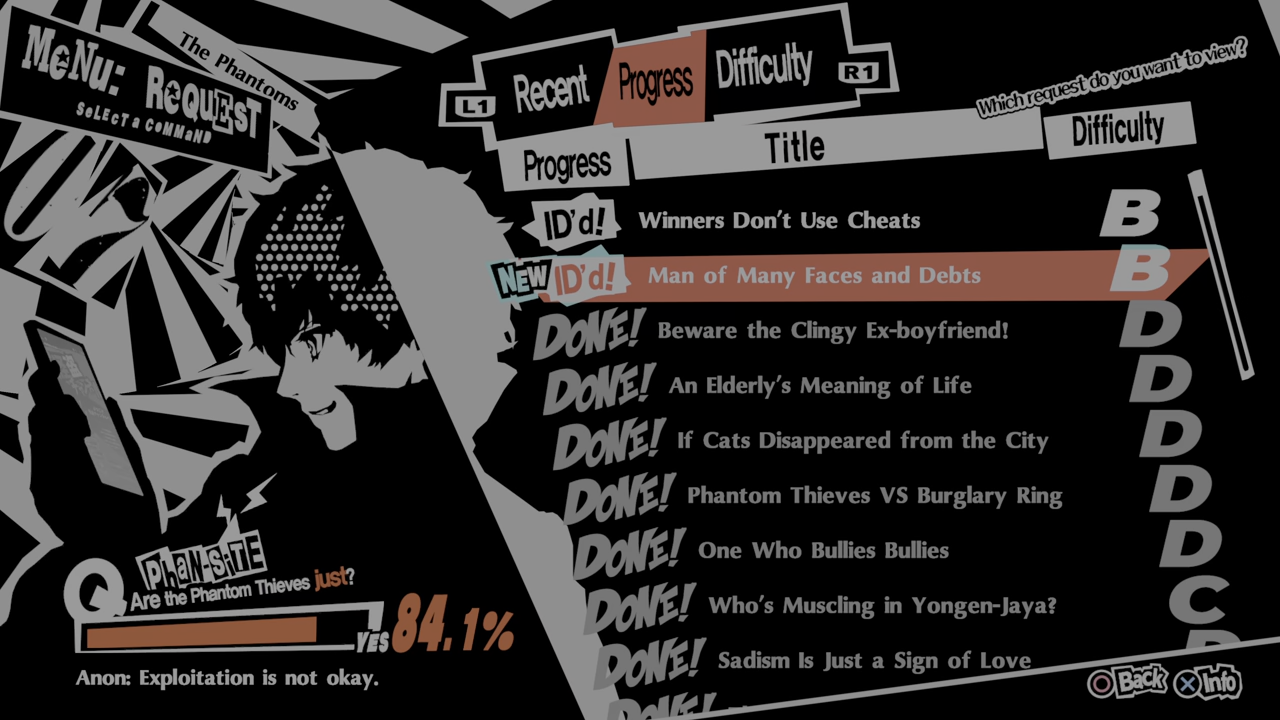 MeNu: ReQuEST
SeLEcT a CoMMaND
The Phantoms
L1
Recent
Progress
Difficulty
R1
Which request do you want to view?
Progress
Title
Difficulty
ID'd!
Winners Don't Use Cheats
B
NEW
ID'd!
Man of Many Faces and Debts
B
DONE!
Beware the Clingy Ex-boyfriend!
D
DONE!
An Elderly's Meaning of Life
D
DONE!
If Cats Disappeared from the City
D
DONE!
Phantom Thieves VS Burglary Ring
D
DONE!
One Who Bullies Bullies
D
DONE!
Who's Muscling in Yongen-Jaya?
C
DONE!
Sadism Is Just a Sign of Love
DONE!
PhaN-SiTE
Q Are the Phantom Thieves just?
YES 84.1%
Anon: Exploitation is not okay.
Back
Info